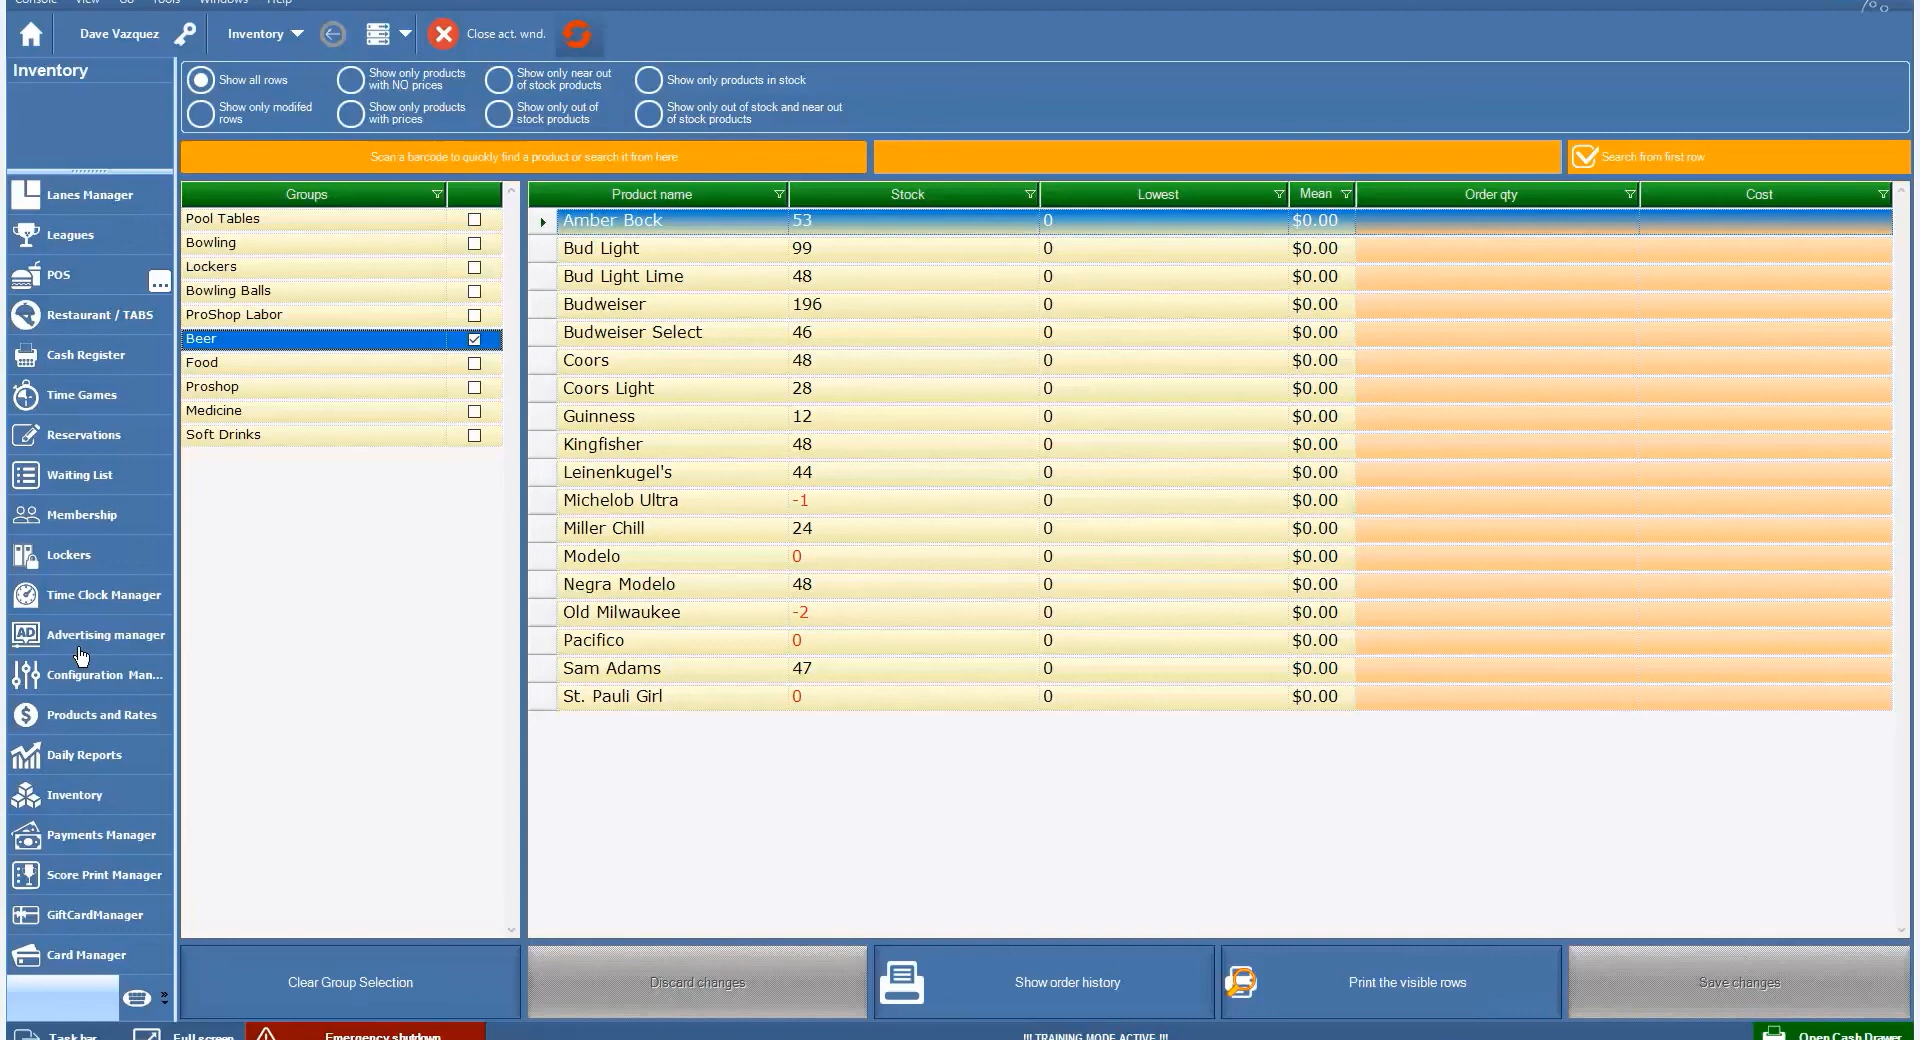 Console View Go Tools Windows Help
Dave Vazquez Inventory Close act. wnd.
Inventory
Show all rows
Show only products
with NO prices
Show only near out
of stock products
Show only products in stock
Show only modifed
rows
Show only products
with prices
Show only out of
stock products
Show only out of stock and near out
of stock products
Scan a barcode to quickly find a product or search it from here
Search from first row
Lanes Manager
Leagues
POS
...
Restaurant / TABS
Cash Register
Time Games
Reservations
Waiting List
Membership
Lockers
Time Clock Manager
AD
Advertising manager
Configuration Man...
Products and Rates
Daily Reports
Inventory
Payments Manager
Score Print Manager
GiftCardManager
Card Manager
Groups
Pool Tables
Bowling
Lockers
Bowling Balls
ProShop Labor
Beer
Food
Proshop
Medicine
Soft Drinks
Product name Stock Lowest Mean Order qty Cost
Amber Bock 53 0 $0.00
Bud Light 99 0 $0.00
Bud Light Lime 48 0 $0.00
Budweiser 196 0 $0.00
Budweiser Select 46 0 $0.00
Coors 48 0 $0.00
Coors Light 28 0 $0.00
Guinness 12 0 $0.00
Kingfisher 48 0 $0.00
Leinenkugel's 44 0 $0.00
Michelob Ultra -1 0 $0.00
Miller Chill 24 0 $0.00
Modelo 0 0 $0.00
Negra Modelo 48 0 $0.00
Old Milwaukee -2 0 $0.00
Pacifico 0 0 $0.00
Sam Adams 47 0 $0.00
St. Pauli Girl 0 0 $0.00
Clear Group Selection
Discard changes
Show order history
Print the visible rows
Save changes
Task bar Full screen Emergency shutdown !!! TRAINING MODE ACTIVE !!! Open Cash Drawer